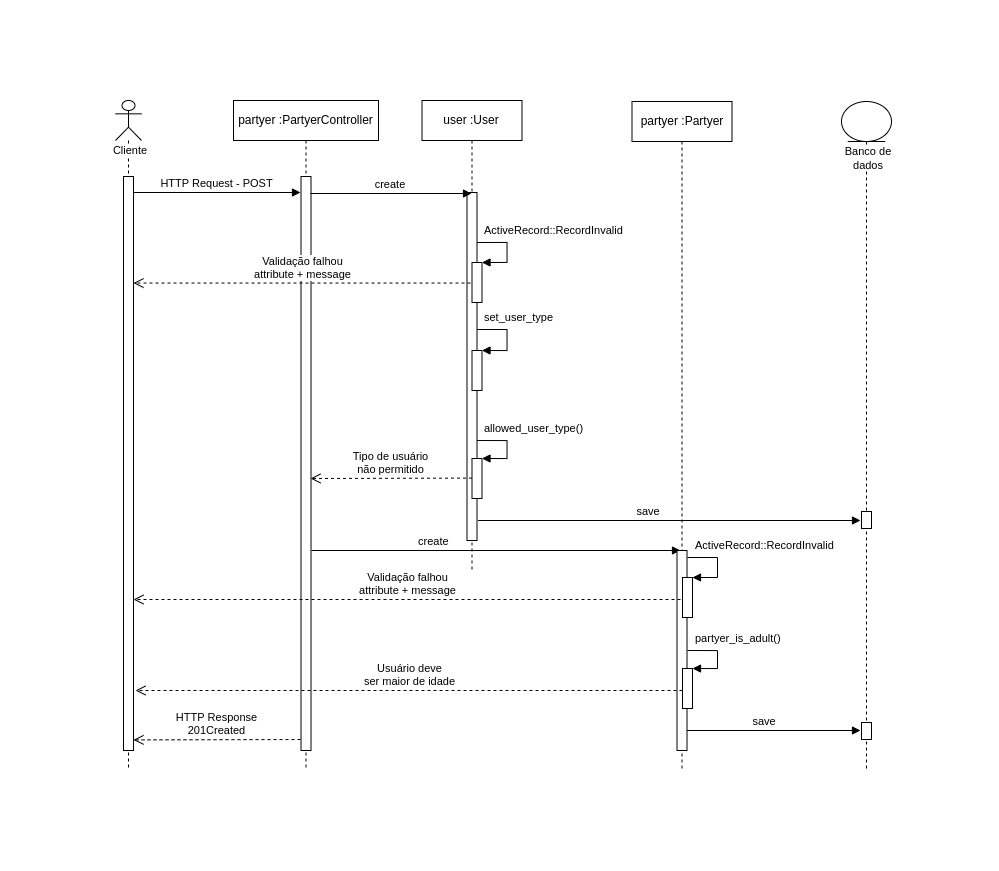 partyer :PartyerController
user :User
partyer :Partyer
Cliente
Banco de
dados
HTTP Request - POST
create
ActiveRecord::RecordInvalid
Validação falhou
attribute + message
set_user_type
allowed_user_type()
Tipo de usuário
não permitido
save
create
ActiveRecord::RecordInvalid
Validação falhou
attribute + message
partyer_is_adult()
Usuário deve
ser maior de idade
HTTP Response
201Created
save